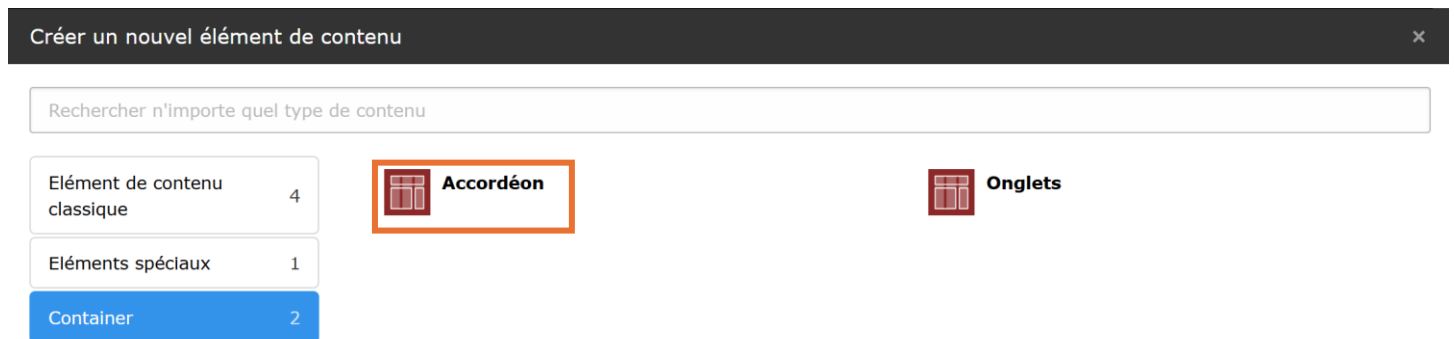 Créer un nouvel élément de contenu ×
Rechercher n'importe quel type de contenu
Elément de contenu
classique 4
Eléments spéciaux 1
Container 2
Accordéon
Onglets